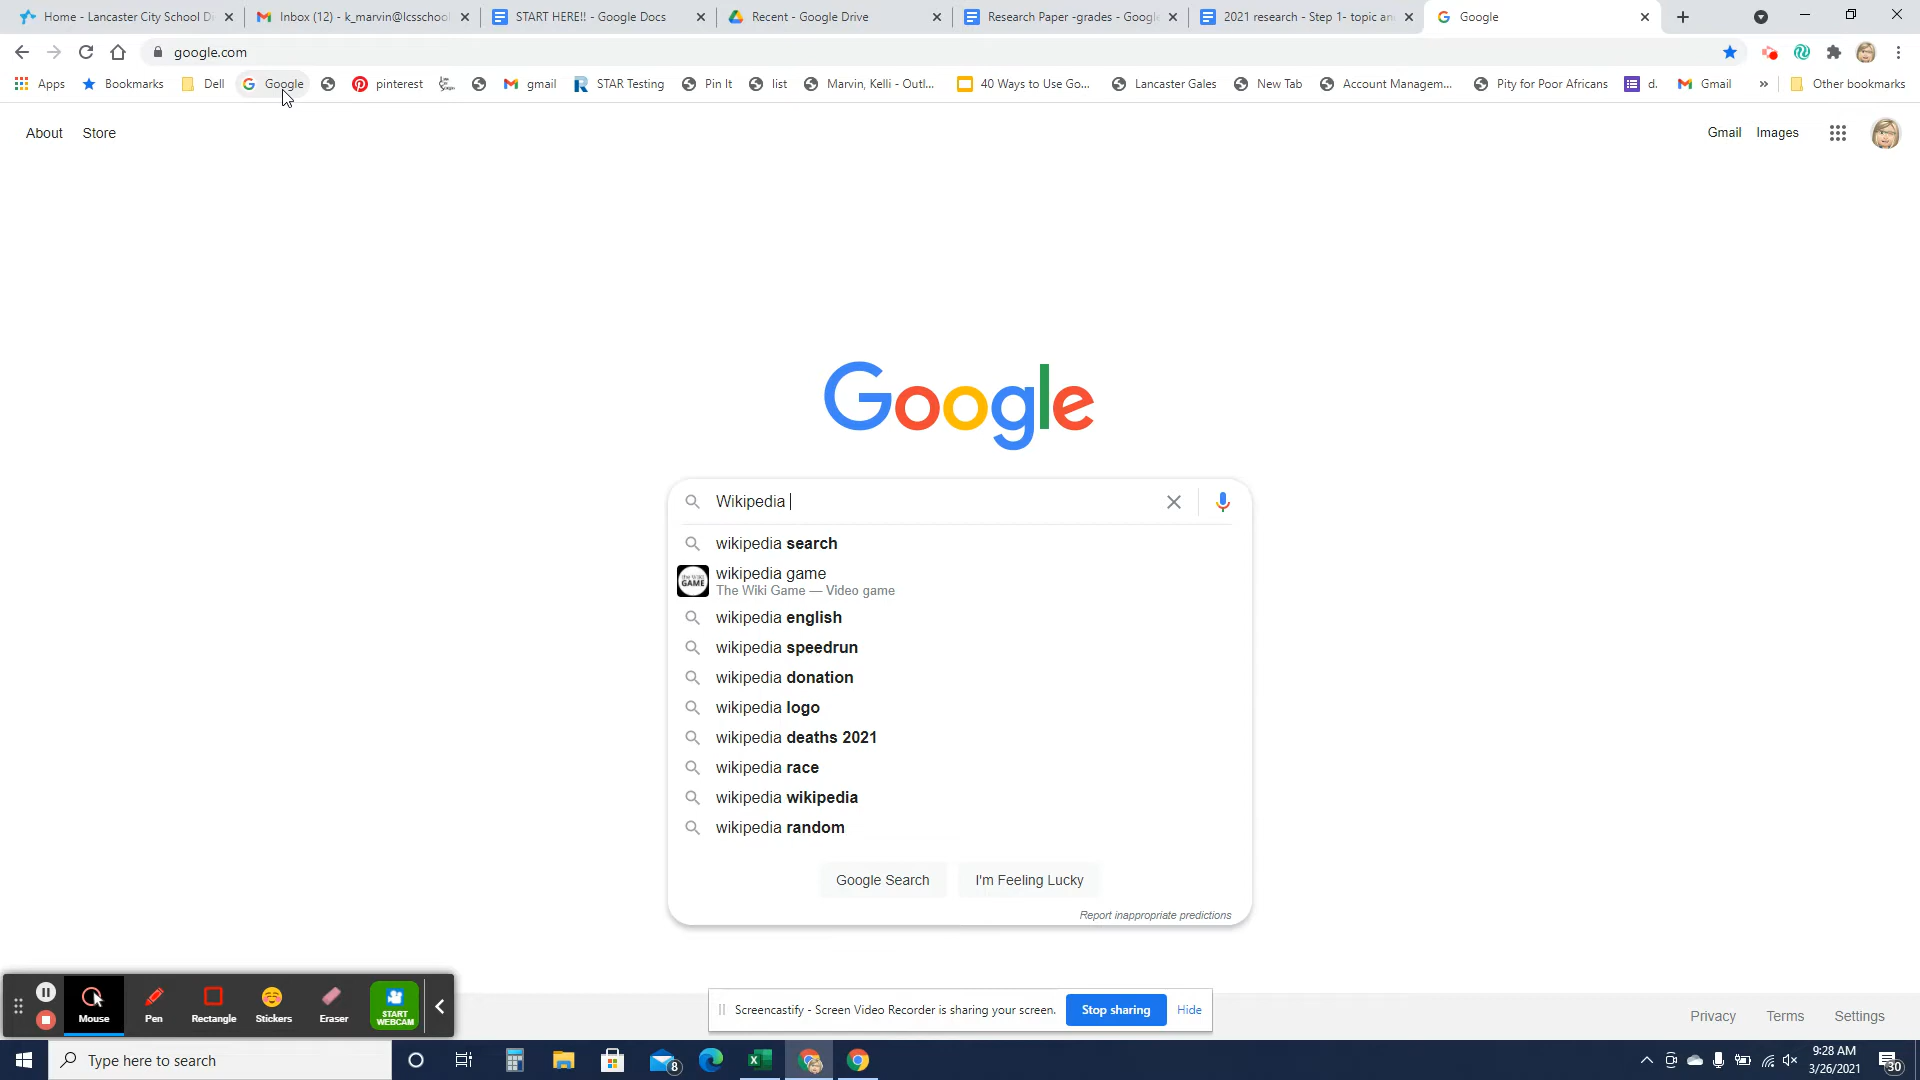 Home - Lancaster City School D
Inbox (12) - k_marvin@lcsschool
START HERE!! - Google Docs
Recent - Google Drive
Research Paper -grades - Google
2021 research - Step 1- topic an
Google
google.com
Apps
Bookmarks
Dell
Google
pinterest
gmail
STAR Testing
Pin It
list
Marvin, Kelli - Outl...
40 Ways to Use Go...
Lancaster Gales
New Tab
Account Managem...
Pity for Poor Africans
d.
Gmail
»
Other bookmarks
About
Store
Gmail
Images
Google
Wikipedia
wikipedia search
wikipedia game
The Wiki Game — Video game
wikipedia english
wikipedia speedrun
wikipedia donation
wikipedia logo
wikipedia deaths 2021
wikipedia race
wikipedia wikipedia
wikipedia random
Google Search
I'm Feeling Lucky
Report inappropriate predictions
Mouse
Pen
Rectangle
Stickers
Eraser
START
WEBCAM
Screencastify - Screen Video Recorder is sharing your screen.
Stop sharing
Hide
Privacy
Terms
Settings
Type here to search
8
9:28 AM
3/26/2021
30